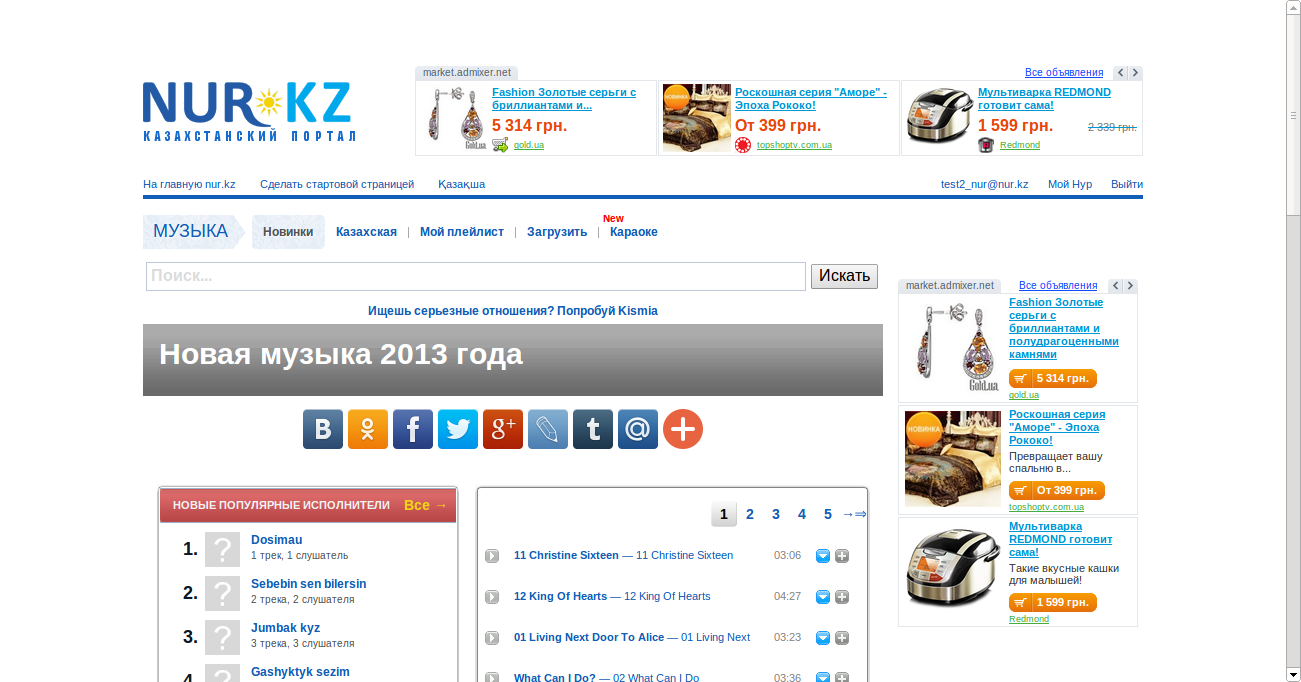 NUR KZ
КАЗАХСТАНСКИЙ ПОРТАЛ
market.admixer.net
Все объявления
Fashion Золотые серьги с
бриллиантами и...
5 314 грн.
gold.ua
НОВИНКА
Роскошная серия "Аморе" -
Эпоха Рококо!
От 399 грн.
topshoptv.com.ua
Мультиварка REDMOND
готовит сама!
1 599 грн.
2 339 грн.
Redmond
Gold.ua
На главную nur.kz
Сделать стартовой страницей
Қазақша
test2_nur@nur.kz
Мой Нур
Выйти
МУЗЫКА
Новинки
Казахская
Мой плейлист
Загрузить
New
Караоке
Поиск...
Искать
Ищешь серьезные отношения? Попробуй Kismia
Новая музыка 2013 года
НОВЫЕ ПОПУЛЯРНЫЕ ИСПОЛНИТЕЛИ
Все →
1.
Dosimau
1 трек, 1 слушатель
2.
Sebebin sen bilersin
2 трека, 2 слушателя
3.
Jumbak kyz
3 трека, 3 слушателя
4.
Gashyktyk sezim
1 2 3 4 5 →⇒
11 Christine Sixteen — 11 Christine Sixteen 03:06
12 King Of Hearts — 12 King Of Hearts 04:27
01 Living Next Door To Alice — 01 Living Next 03:23
What Can I Do? — 02 What Can I Do 03:36
market.admixer.net
Все объявления
Fashion Золотые
серьги с
бриллиантами и
полудрагоценными
камнями
5 314 грн.
gold.ua
Gold.ua
НОВИНКА
Роскошная серия
"Аморе" - Эпоха
Рококо!
Превращает вашу
спальню в...
От 399 грн.
topshoptv.com.ua
Мультиварка
REDMOND готовит
сама!
Такие вкусные кашки
для малышей!
1 599 грн.
Redmond